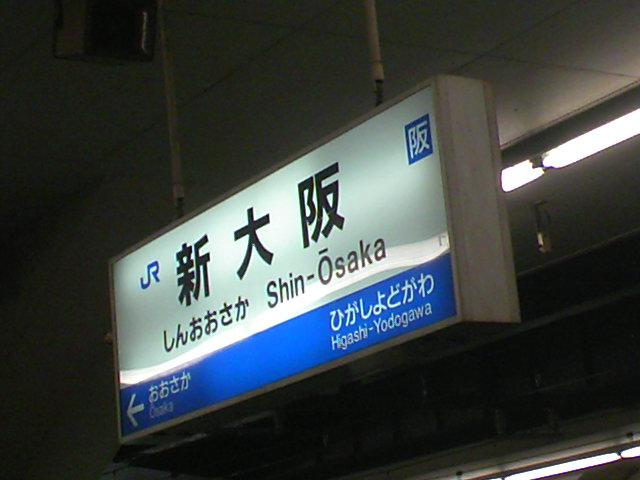 阪
JR 新大阪
しんおおさか Shin-Ōsaka
ひがしよどがわ
Higashi-Yodogawa
← おおさか
Ōsaka